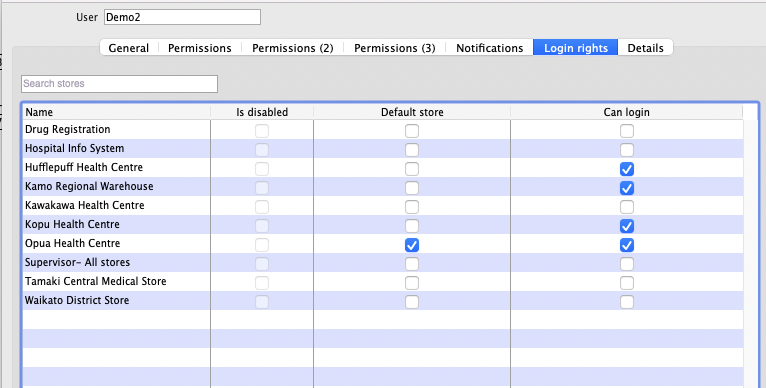 User Demo2
General Permissions Permissions (2) Permissions (3) Notifications Login rights Details
Search stores
Name Is disabled Default store Can login
Drug Registration
Hospital Info System
Hufflepuff Health Centre
Kamo Regional Warehouse
Kawakawa Health Centre
Kopu Health Centre
Opua Health Centre
Supervisor- All stores
Tamaki Central Medical Store
Waikato District Store